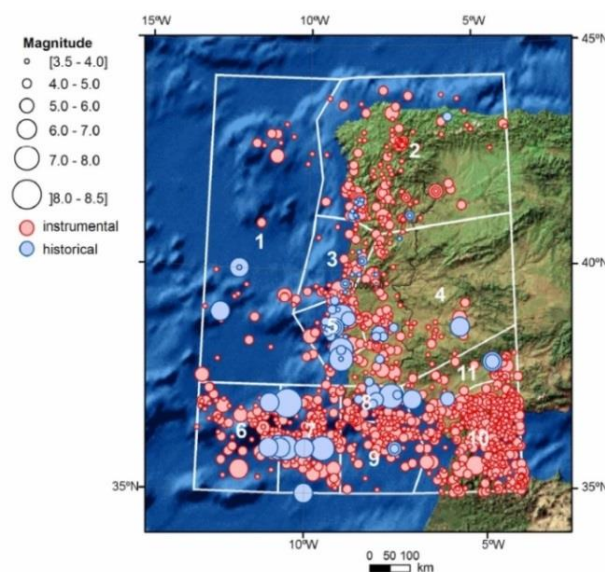 15ºW
10ºW
5ºW
Magnitude
[3.5 - 4.0]
4.0 - 5.0
5.0 - 6.0
6.0 - 7.0
7.0 - 8.0
]8.0 - 8.5]
instrumental
historical
45ºN
40ºN
35ºN
35ºN
1
2
3
4
5
6
7
8
9
10
11
10ºW
5ºW
0 50 100
km